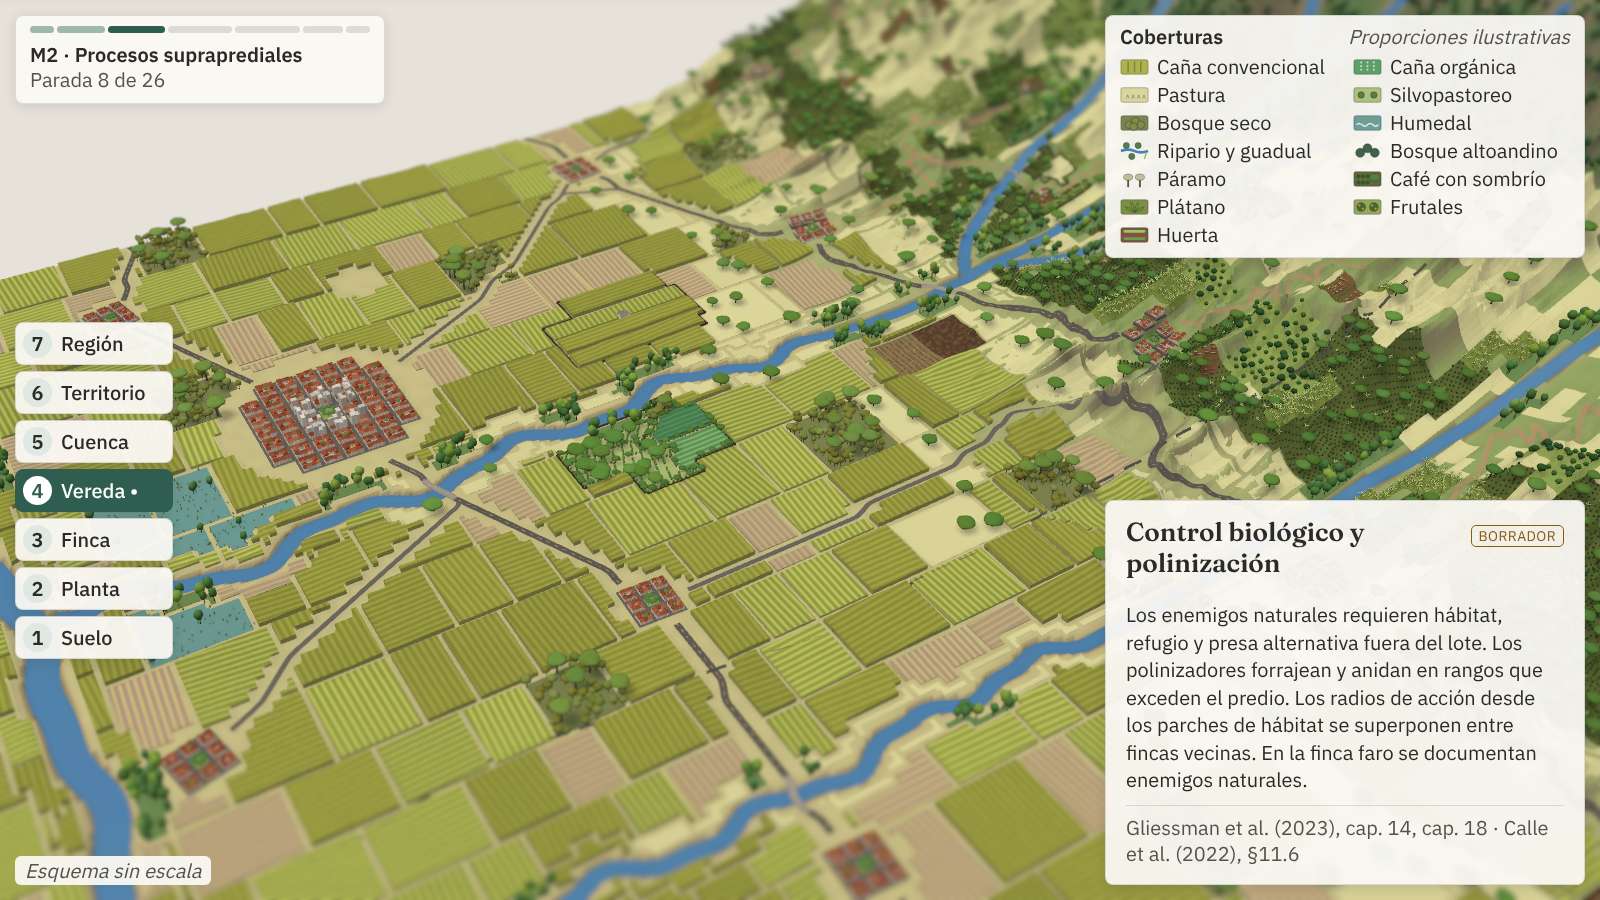 M2 · Procesos supraprediales
Parada 8 de 26
Coberturas
Proporciones ilustrativas
Caña convencional
Caña orgánica
Pastura
Silvopastoreo
Bosque seco
Humedal
Ripario y guadual
Bosque altoandino
Páramo
Café con sombrío
Plátano
Frutales
Huerta
7 Región
6 Territorio
5 Cuenca
4 Vereda •
3 Finca
2 Planta
1 Suelo
Control biológico y
polinización
BORRADOR
Los enemigos naturales requieren hábitat,
refugio y presa alternativa fuera del lote. Los
polinizadores forrajean y anidan en rangos que
exceden el predio. Los radios de acción desde
los parches de hábitat se superponen entre
fincas vecinas. En la finca faro se documentan
enemigos naturales.
Gliessman et al. (2023), cap. 14, cap. 18 · Calle
et al. (2022), §11.6
Esquema sin escala